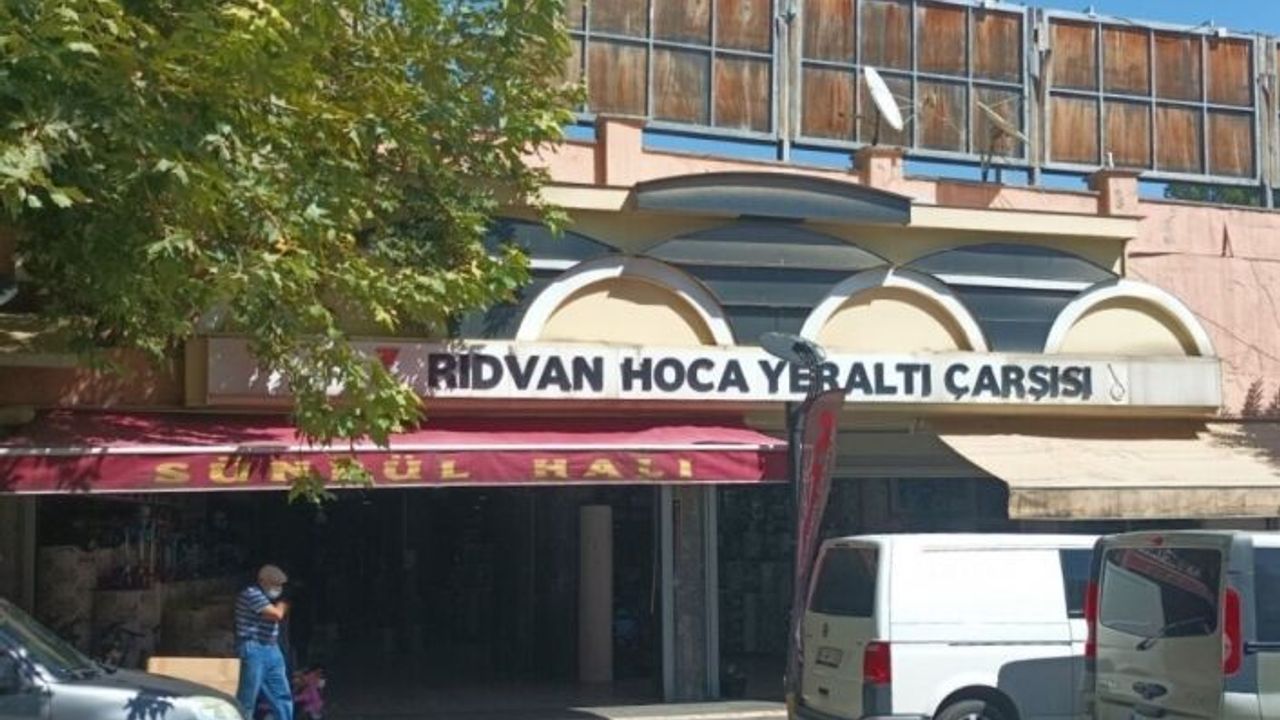 RIDVAN HOCA YERALTI ÇARŞISI
SÜNBÜL HALI